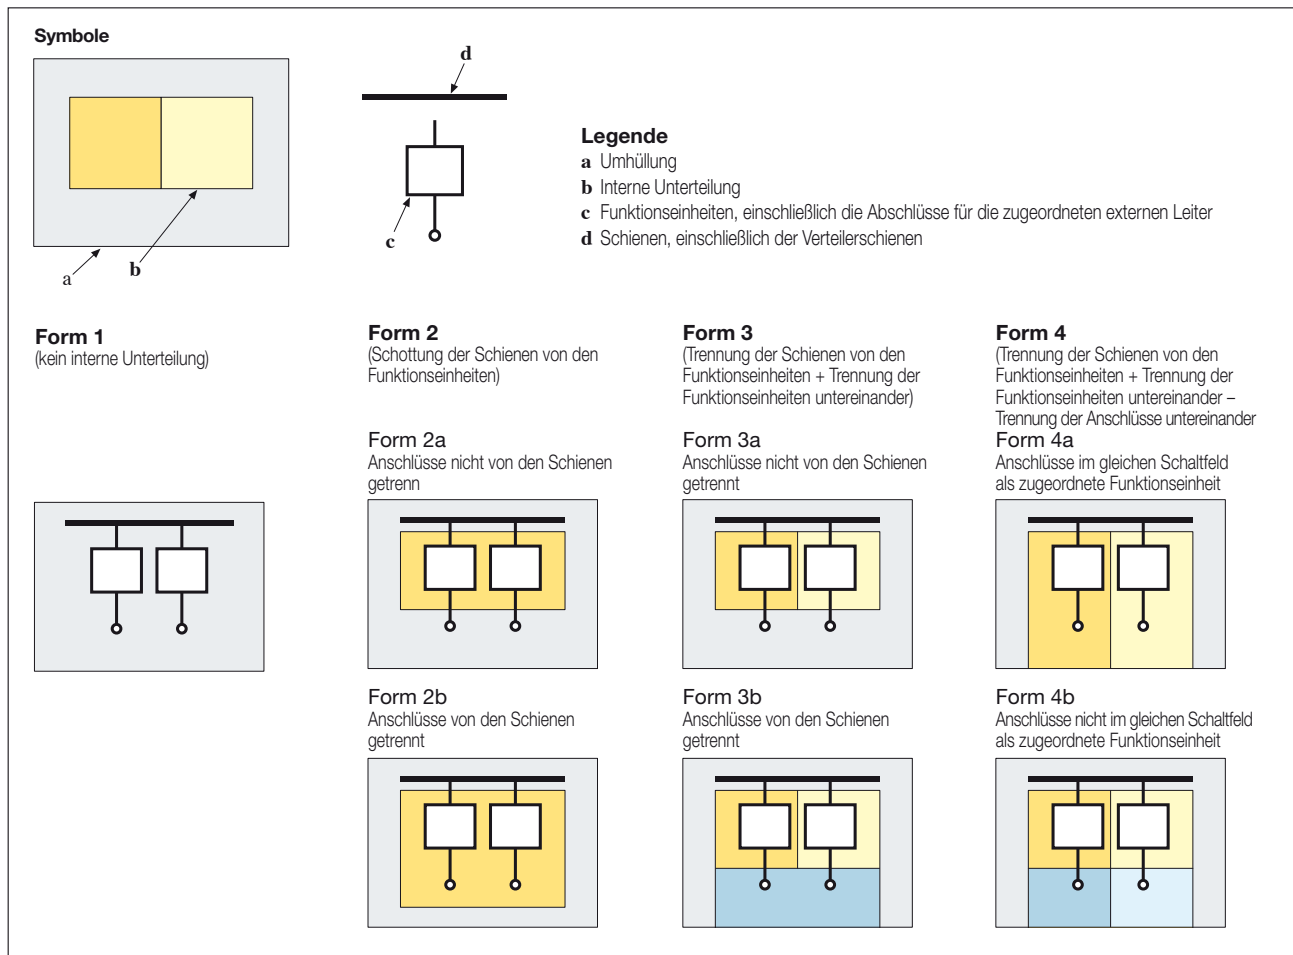 Symbole
d
Legende
a Umhüllung
b Interne Unterteilung
c Funktionseinheiten, einschließlich die Abschlüsse für die zugeordneten externen Leiter
d Schienen, einschließlich der Verteilerschienen
c
b
a
Form 1
(kein interne Unterteilung)
Form 2
(Schottung der Schienen von den
Funktionseinheiten)
Form 3
(Trennung der Schienen von den
Funktionseinheiten + Trennung der
Funktionseinheiten untereinander)
Form 4
(Trennung der Schienen von den
Funktionseinheiten + Trennung der
Funktionseinheiten untereinander –
Trennung der Anschlüsse untereinander
Form 2a
Anschlüsse nicht von den Schienen
getrenn
Form 3a
Anschlüsse nicht von den Schienen
getrennt
Form 4a
Anschlüsse im gleichen Schaltfeld
als zugeordnete Funktionseinheit
Form 2b
Anschlüsse von den Schienen
getrennt
Form 3b
Anschlüsse von den Schienen
getrennt
Form 4b
Anschlüsse nicht im gleichen Schaltfeld
als zugeordnete Funktionseinheit